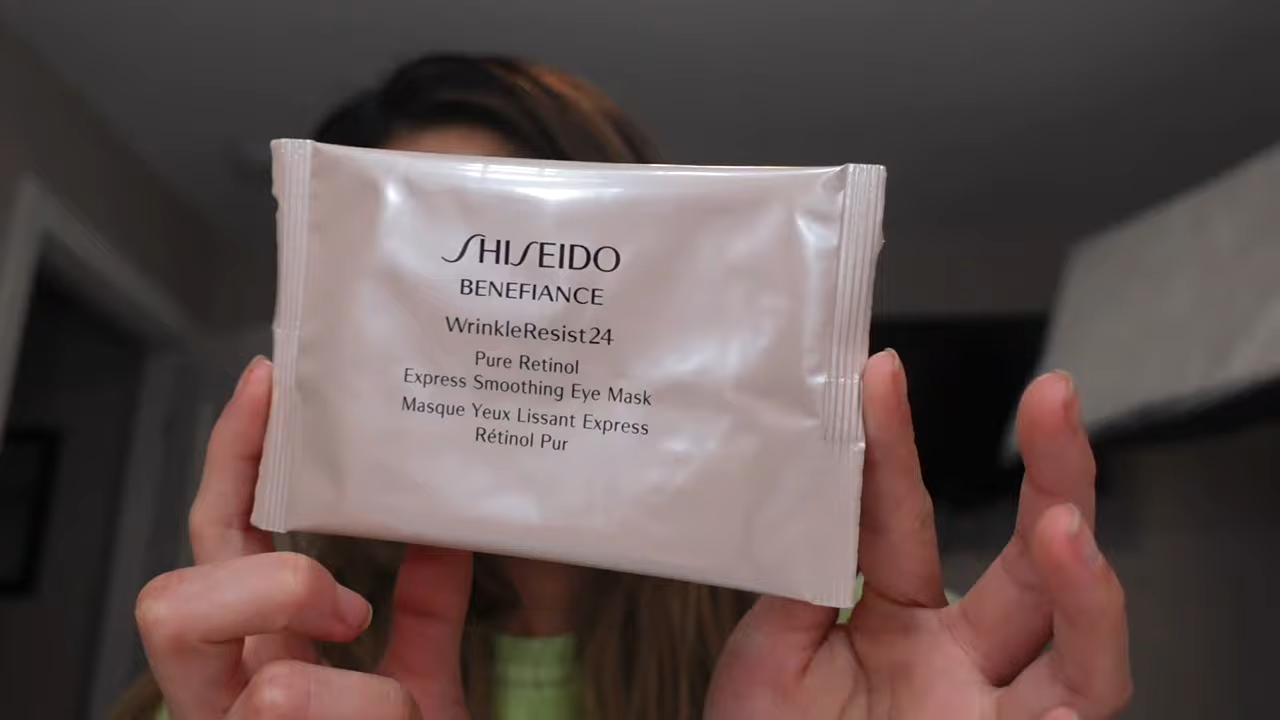 SHISEIDO
BENEFIANCE
WrinkleResist24
Pure Retinol
Express Smoothing Eye Mask
Masque Yeux Lissant Express
Rétinol Pur